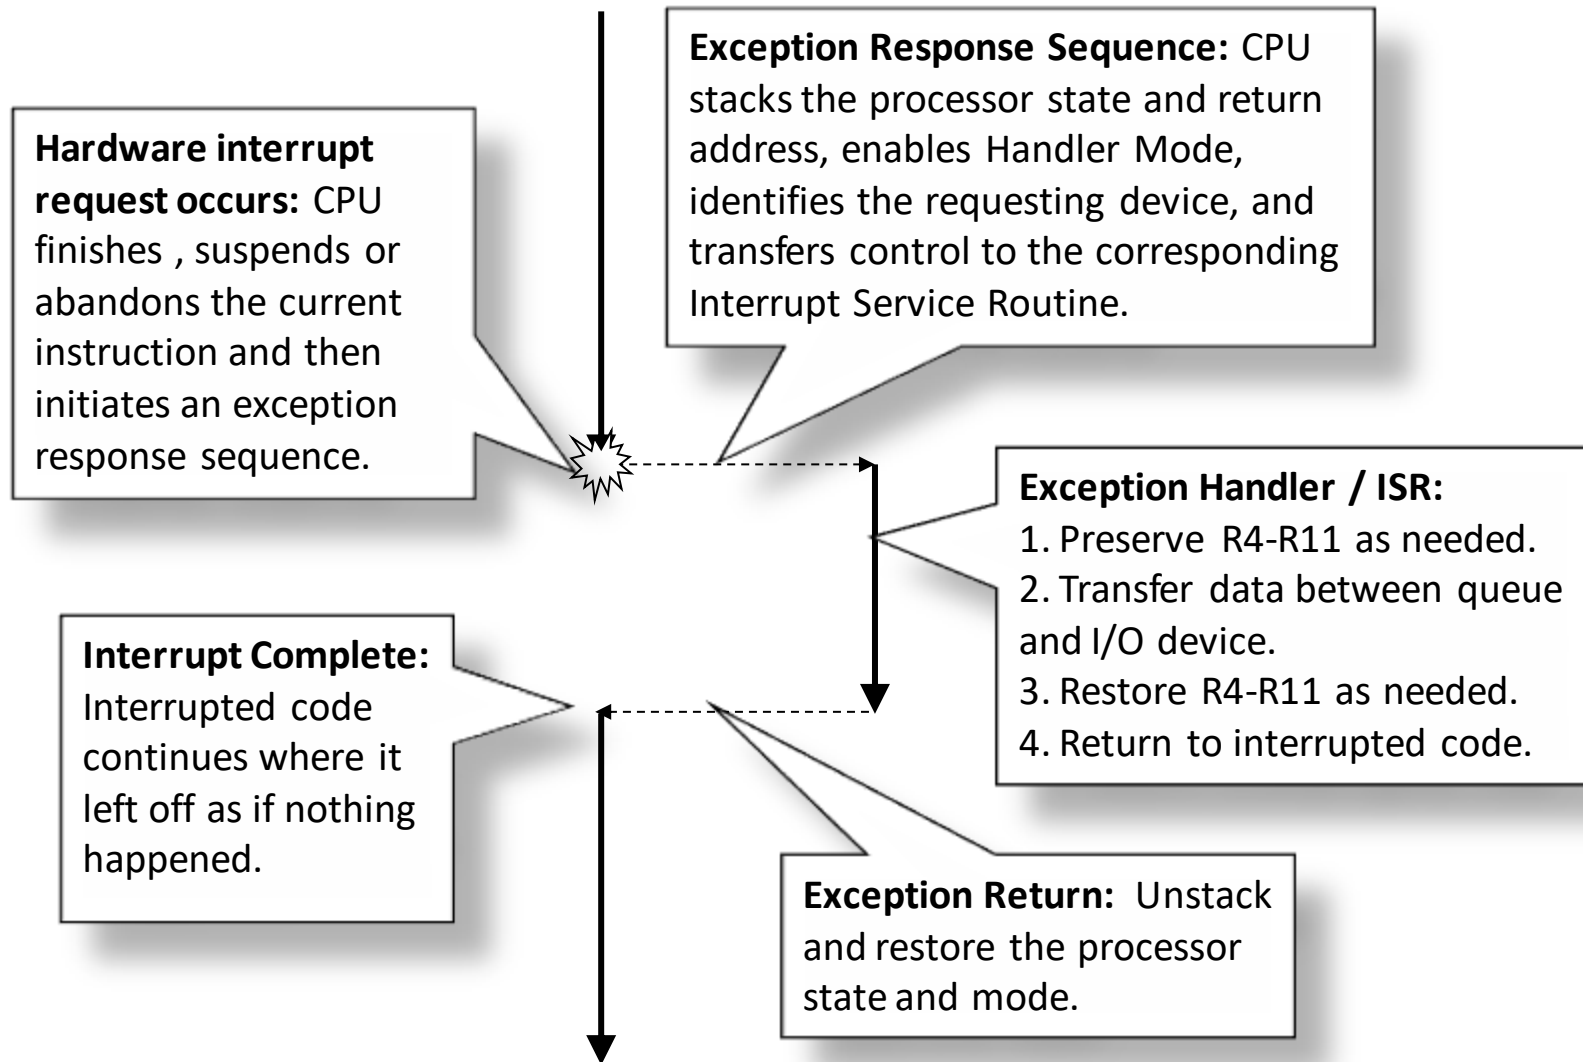 Hardware interrupt
request occurs: CPU
finishes , suspends or
abandons the current
instruction and then
initiates an exception
response sequence.
Exception Response Sequence: CPU
stacks the processor state and return
address, enables Handler Mode,
identifies the requesting device, and
transfers control to the corresponding
Interrupt Service Routine.
Exception Handler / ISR:
1. Preserve R4-R11 as needed.
2. Transfer data between queue
and I/O device.
3. Restore R4-R11 as needed.
4. Return to interrupted code.
Interrupt Complete:
Interrupted code
continues where it
left off as if nothing
happened.
Exception Return: Unstack
and restore the processor
state and mode.